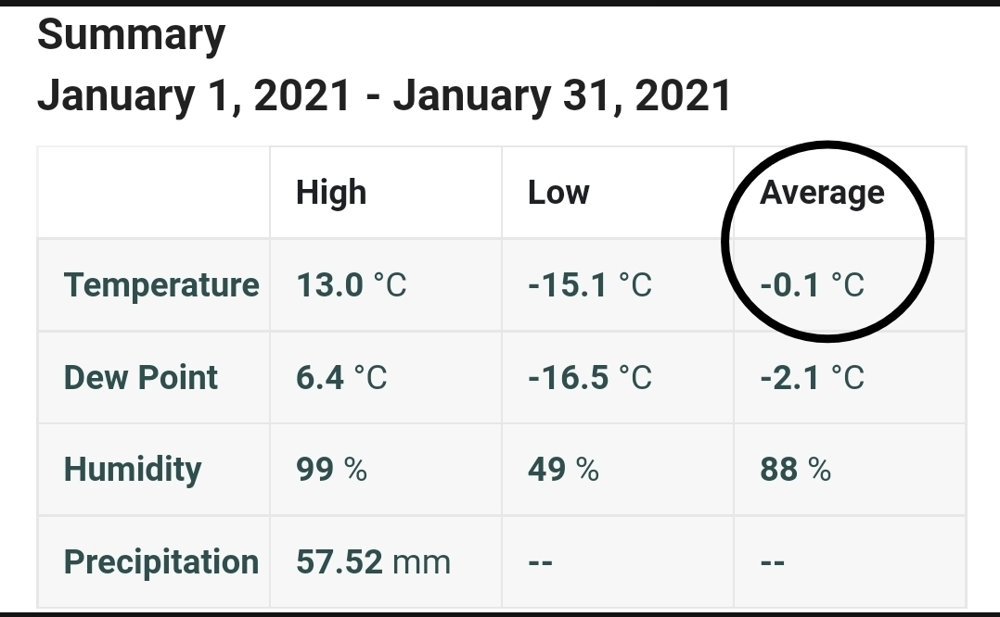 Summary
January 1, 2021 - January 31, 2021
High Low Average
Temperature 13.0 °C -15.1 °C -0.1 °C
Dew Point 6.4 °C -16.5 °C -2.1 °C
Humidity 99 % 49 % 88 %
Precipitation 57.52 mm -- --